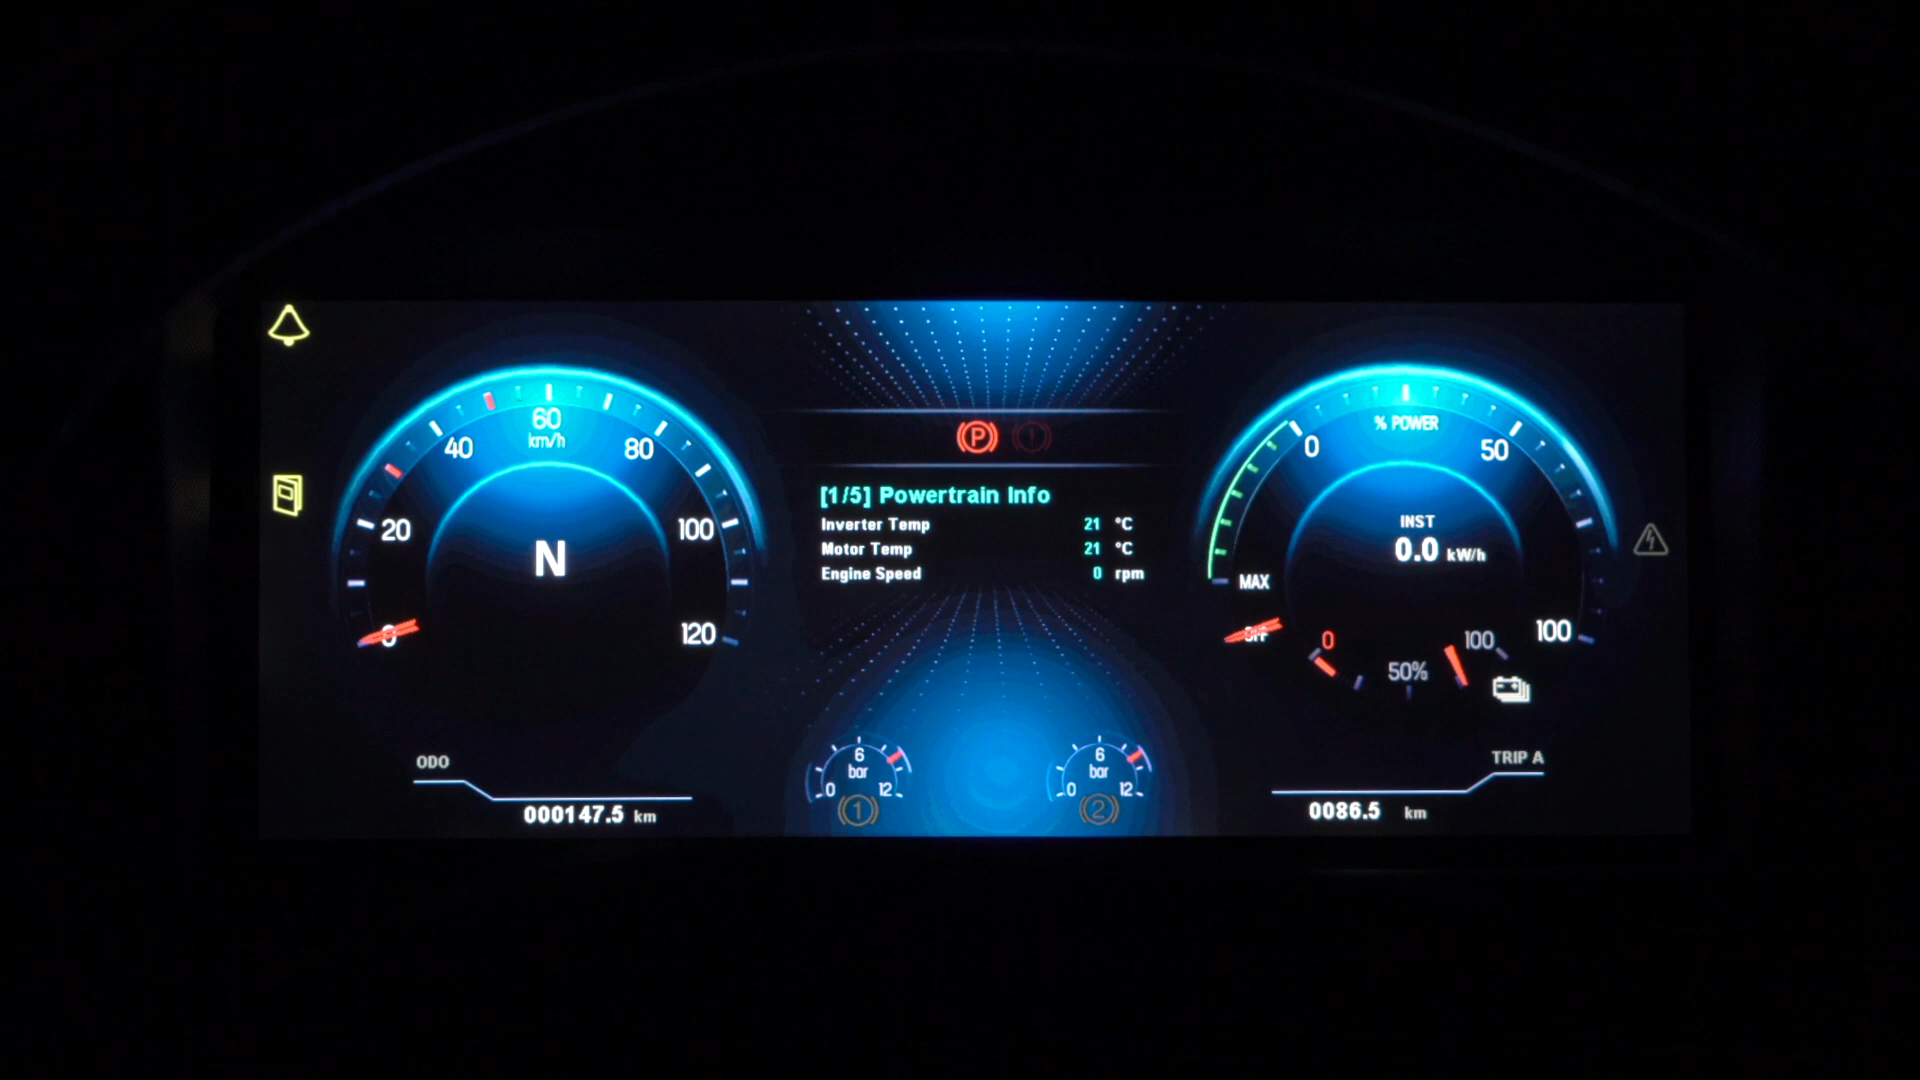 P
!
60
km/h
40
80
20
100
N
0
120
[1/5] Powertrain Info
Inverter Temp 21 °C
Motor Temp 21 °C
Engine Speed 0 rpm
% POWER
0
50
INST
0.0 kW/h
MAX
OFF
100
0
50%
100
6
bar
0
12
1
6
bar
0
12
2
ODO
000147.5 km
TRIP A
0086.5 km